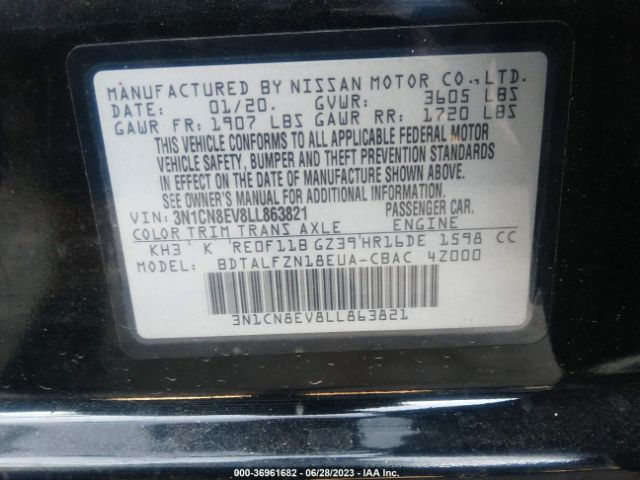 MANUFACTURED BY NISSAN MOTOR CO.,LTD.
DATE: 01/20. GVWR: 3605 LBS
GAWR FR: 1907 LBS GAWR RR: 1720 LBS
THIS VEHICLE CONFORMS TO ALL APPLICABLE FEDERAL MOTOR
VEHICLE SAFETY, BUMPER AND THEFT PREVENTION STANDARDS
IN EFFECT ON THE DATE OF MANUFACTURE SHOWN ABOVE.
SEE OWNER'S MANUAL FOR ADDITIONAL INFORMATION.
VIN: 3N1CN8EV8LL863821 PASSENGER CAR.
COLOR TRIM TRANS AXLE ENGINE
KH3 K RE0F11B GZ39 HR16DE 1598 CC
MODEL: BDTALFZN18EUA-CBAC 4Z000
3N1CN8EV8LL863821
000-36961682 / 06/28/2023 - IAA Inc.